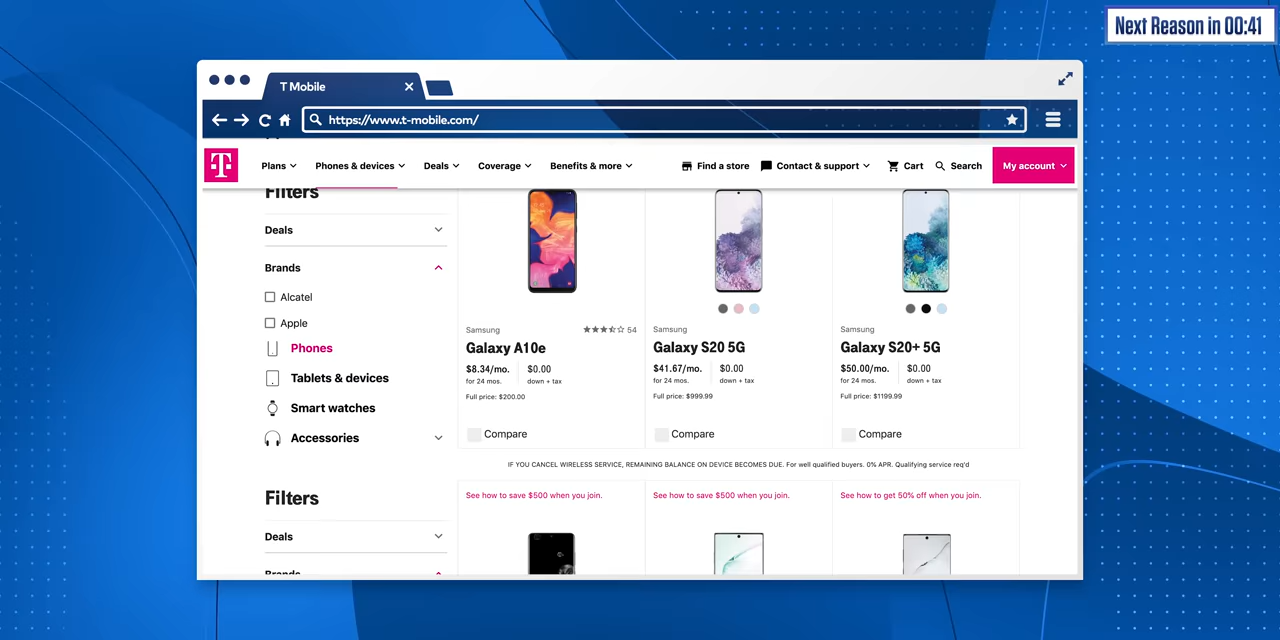 Next Reason in 00:41
T Mobile
https://www.t-mobile.com/
T
Plans
Phones & devices
Deals
Coverage
Benefits & more
Find a store
Contact & support
Cart
Search
My account
Filters
Deals
Brands
Alcatel
Apple
Phones
Tablets & devices
Smart watches
Accessories
Filters
Deals
Brands
Samsung
54
Galaxy A10e
$8.34/mo.
for 24 mos.
$0.00
down + tax
Full price: $200.00
Compare
Samsung
Galaxy S20 5G
$41.67/mo.
for 24 mos.
$0.00
down + tax
Full price: $999.99
Compare
Samsung
Galaxy S20+ 5G
$50.00/mo.
for 24 mos.
$0.00
down + tax
Full price: $1199.99
Compare
IF YOU CANCEL WIRELESS SERVICE, REMAINING BALANCE ON DEVICE BECOMES DUE. For well qualified buyers. 0% APR. Qualifying service req'd
See how to save $500 when you join.
See how to save $500 when you join.
See how to get 50% off when you join.